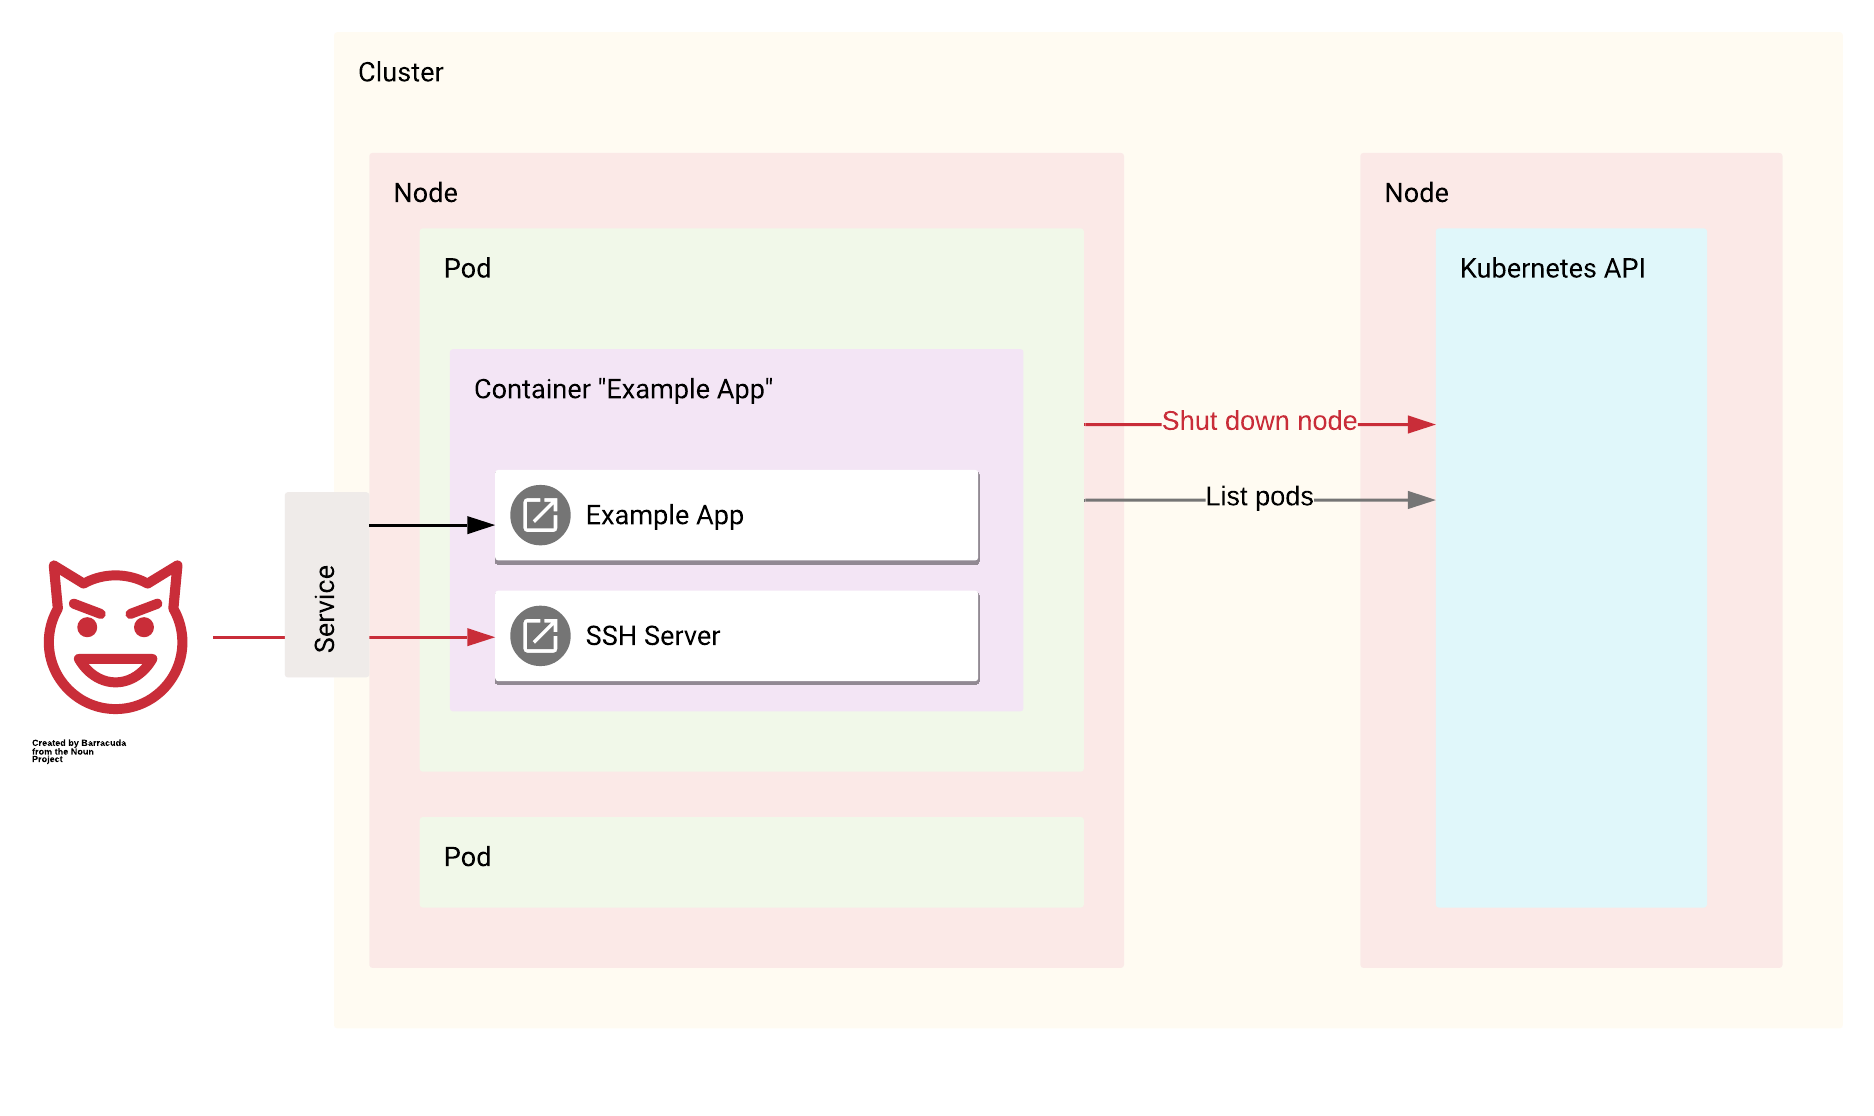 Cluster
Node
Pod
Container "Example App"
Example App
SSH Server
Service
Pod
Shut down node
List pods
Node
Kubernetes API
Created by Barracuda
from the Noun
Project